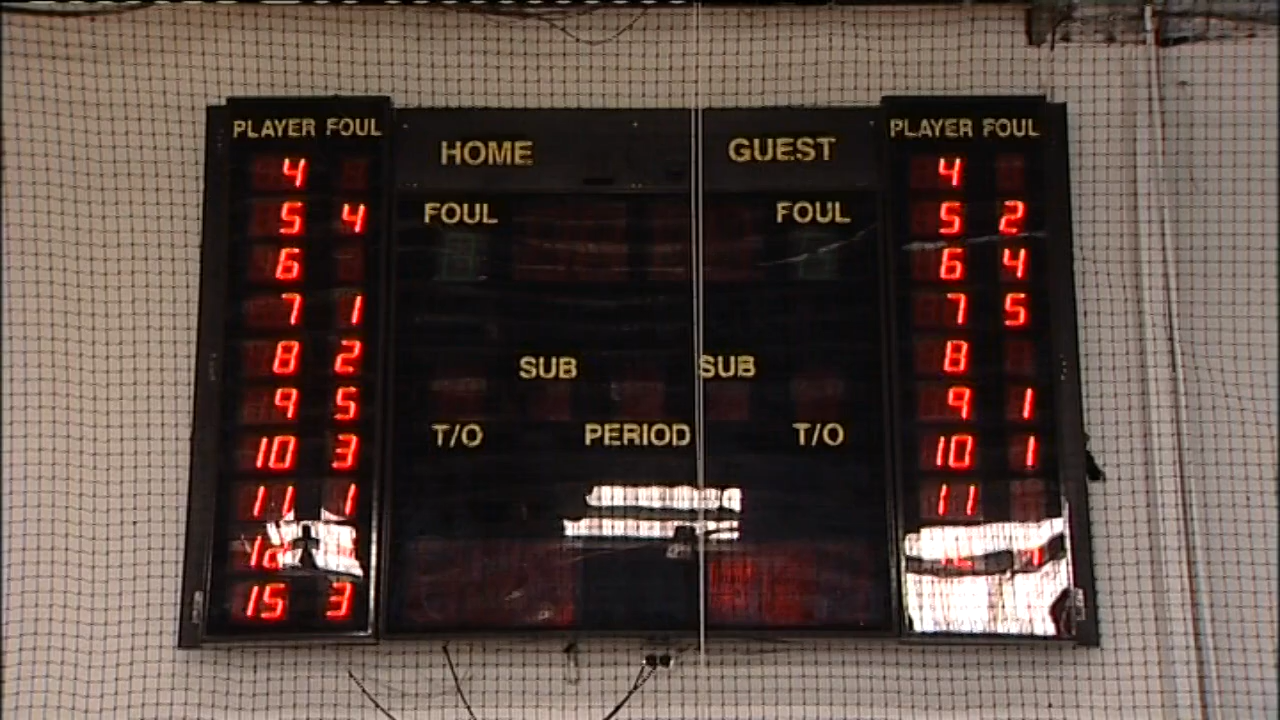 PLAYER FOUL
4
5 4
6
7 1
8 2
9 5
10 3
11 1
15 3
HOME GUEST
FOUL FOUL
SUB SUB
T/O PERIOD T/O
PLAYER FOUL
4
5 2
6 4
7 5
8
9 1
10 1
11